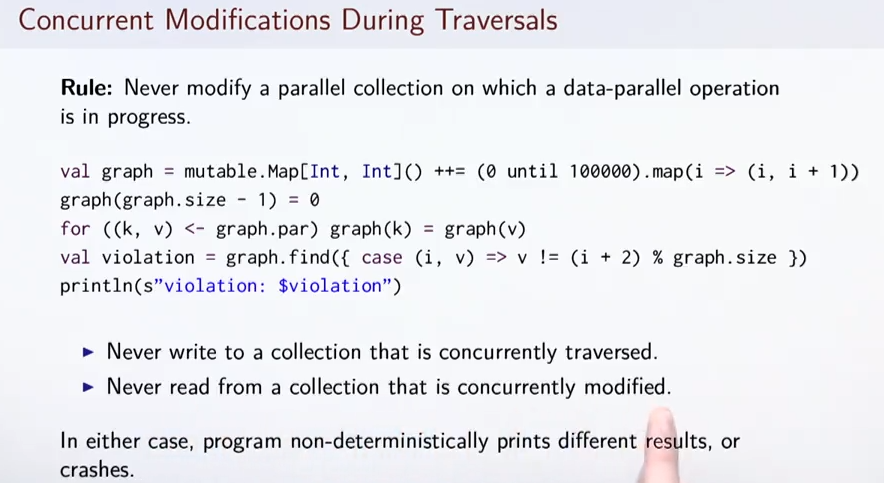 Concurrent Modifications During Traversals
Rule: Never modify a parallel collection on which a data-parallel operation
is in progress.
val graph = mutable.Map[Int, Int]() ++= (0 until 100000).map(i => (i, i + 1))
graph(graph.size - 1) = 0
for ((k, v) <- graph.par) graph(k) = graph(v)
val violation = graph.find({ case (i, v) => v != (i + 2) % graph.size })
println(s”violation: $violation”)
► Never write to a collection that is concurrently traversed.
► Never read from a collection that is concurrently modified.
In either case, program non-deterministically prints different results, or
crashes.